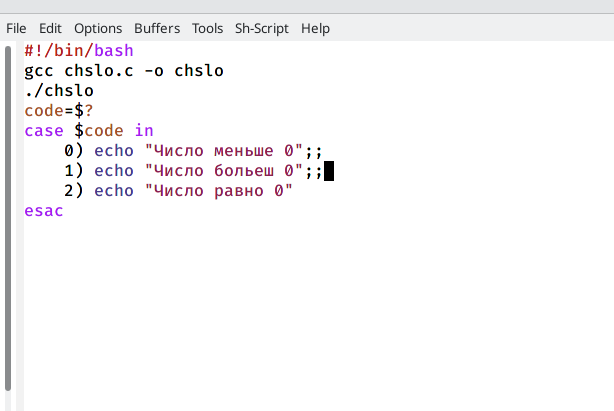 File Edit Options Buffers Tools Sh-Script Help
#!/bin/bash
gcc chslo.c -o chslo
./chslo
code=$?
case $code in
    0) echo "Число меньше 0";;
    1) echo "Число больеш 0";;
    2) echo "Число равно 0"
esac